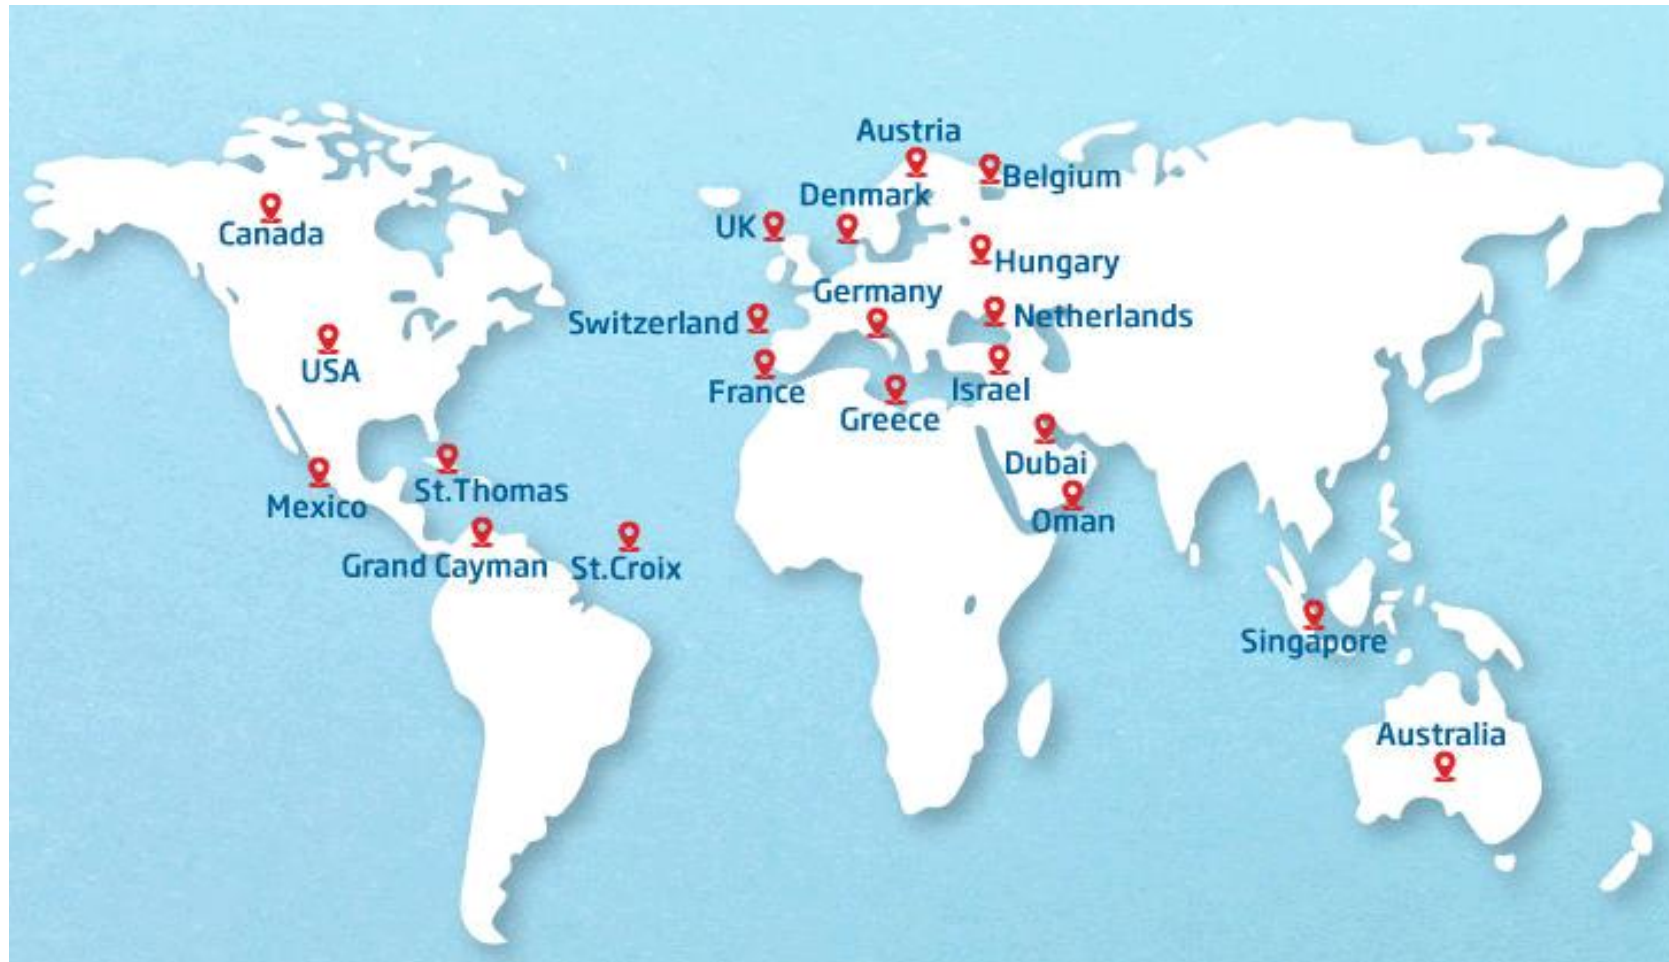 Austria
Belgium
Denmark
UK
Canada
Hungary
Germany
Switzerland
Netherlands
USA
France
Israel
Greece
Dubai
St.Thomas
Mexico
Oman
Grand Cayman
St.Croix
Singapore
Australia